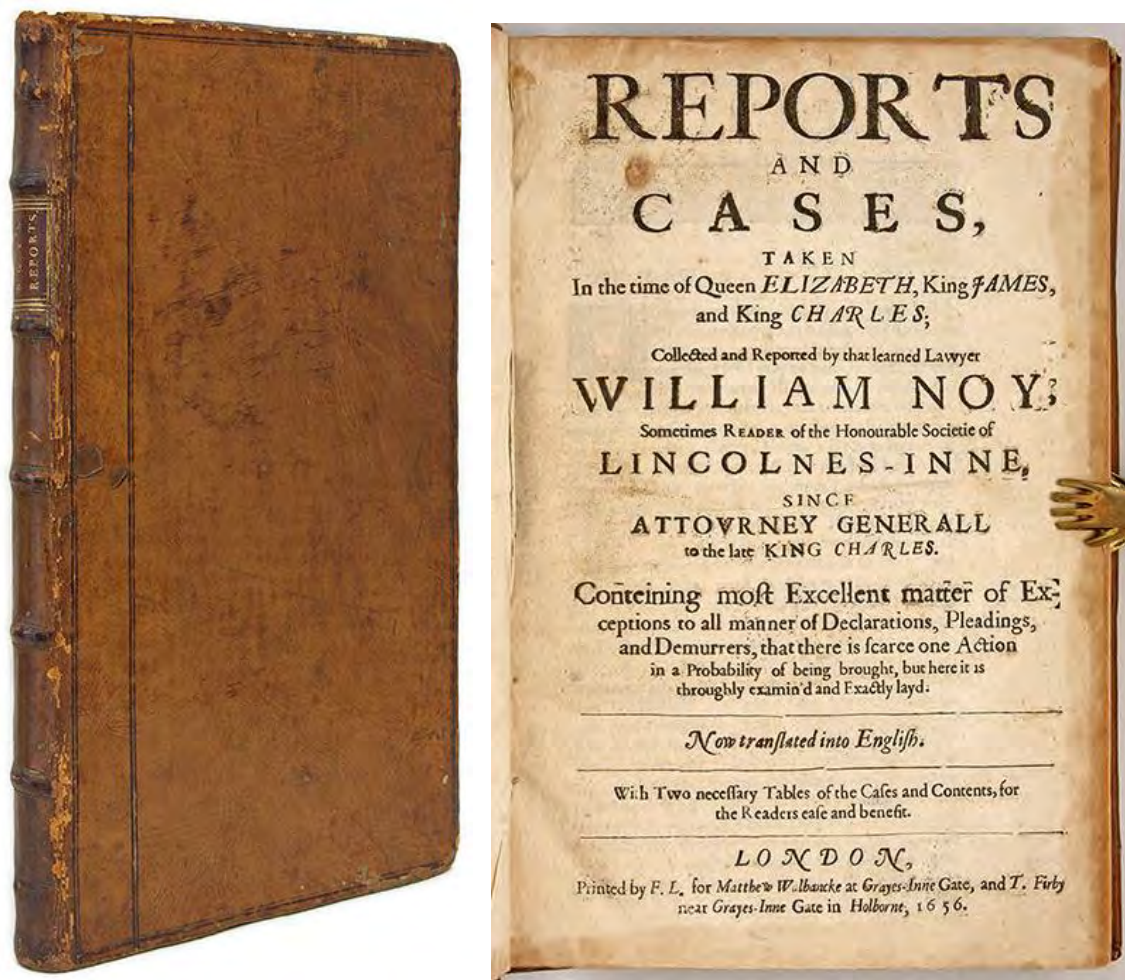 REPORTS
REPORTS
AND
CASES,
TAKEN
In the time of Queen ELIZABETH, King JAMES,
and King CHARLES;
Collected and Reported by that learned Lawyer
WILLIAM NOY;
Sometimes READER of the Honourable Societie of
LINCOLNES-INNE,
SINCE
ATTOVRNEY GENERALL
to the late KING CHARLES.
Conteining moſt Excellent matter of Ex-
ceptions to all manner of Declarations, Pleadings,
and Demurrers, that there is ſcarce one Action
in a Probability of being brought, but here it is
throughly examin'd and Exactly layd.
Now tranſlated into Engliſh.
With Two neceſſary Tables of the Caſes and Contents, for
the Readers eaſe and benefit.
LONDON,
Printed by F. L. for Matthew Walbancke at Grayes-Inne Gate, and T. Firby
near Grayes-Inne Gate in Holborne, 1656.